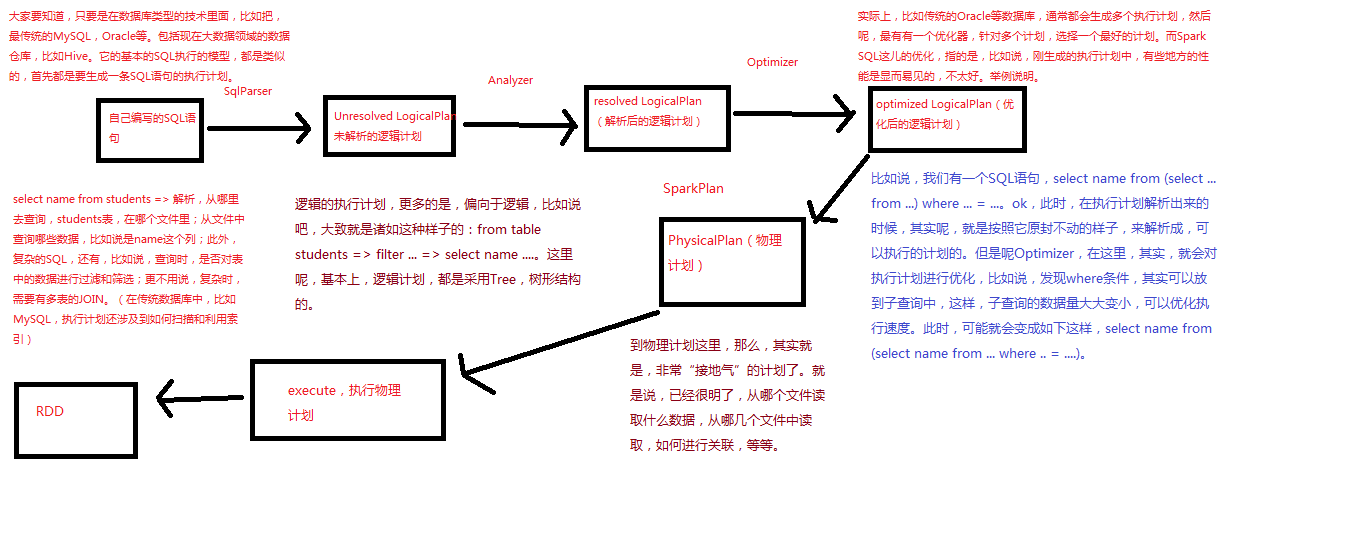 大家要知道，只要是在数据库类型的技术里面，比如把，
是传统的MySQL，Oracle等。包括现在大数据领域的数据
仓库，比如Hive。它的基本的SQL执行的模型，都是类似
的，首先都是要生成一条SQL语句的执行计划。
实际上，比如传统的Oracle等数据库，通常都会生成多个执行计划，然后
呢，最有有一个优化器，针对多个计划，选择一个最好的计划。而Spark
SQL这儿的优化，指的是，比如说，刚生成的执行计划中，有些地方的性
能是显而易见的，不太好。举例说明。
SqlParser
Analyzer
Optimizer
自己编写的SQL语
句
Unresolved LogicalPlan
未解析的逻辑计划
resolved LogicalPlan
（解析后的逻辑计划）
optimized LogicalPlan（优
化后的逻辑计划）
select name from students => 解析，从哪里
去查询，students表，在哪个文件里；从文件中
查询哪些数据，比如说是name这个列；此外，
复杂的SQL，还有，比如说，查询时，是否对表
中的数据进行过滤和筛选；更不用说，复杂时，
需要有多表的JOIN。（在传统数据库中，比如
MySQL，执行计划还涉及到如何扫描和利用索
引）
逻辑的执行计划，更多的是，偏向于逻辑，比如说
吧，大致就是诸如这种样子的：from table
students => filter ... => select name ....。这里
呢，基本上，逻辑计划，都是采用Tree，树形结构
的。
SparkPlan
PhysicalPlan（物理
计划）
比如说，我们有一个SQL语句，select name from (select ...
from ...) where ... = ...。ok，此时，在执行计划解析出来的
时候，其实呢，就是按照它原封不动的样子，来解析成，可
以执行的计划的。但是呢Optimizer，在这里，其实，就会对
执行计划进行优化，比如说，发现where条件，其实可以放
到子查询中，这样，子查询的数据量大大变小，可以优化执
行速度。此时，可能就会变成如下这样，select name from
(select name from ... where .. = ....)。
到物理计划这里，那么，其实就
是，非常“接地气”的计划了。就
是说，已经很明了，从哪个文件读
取什么数据，从哪几个文件中读
取，如何进行关联，等等。
execute，执行物理
计划
RDD